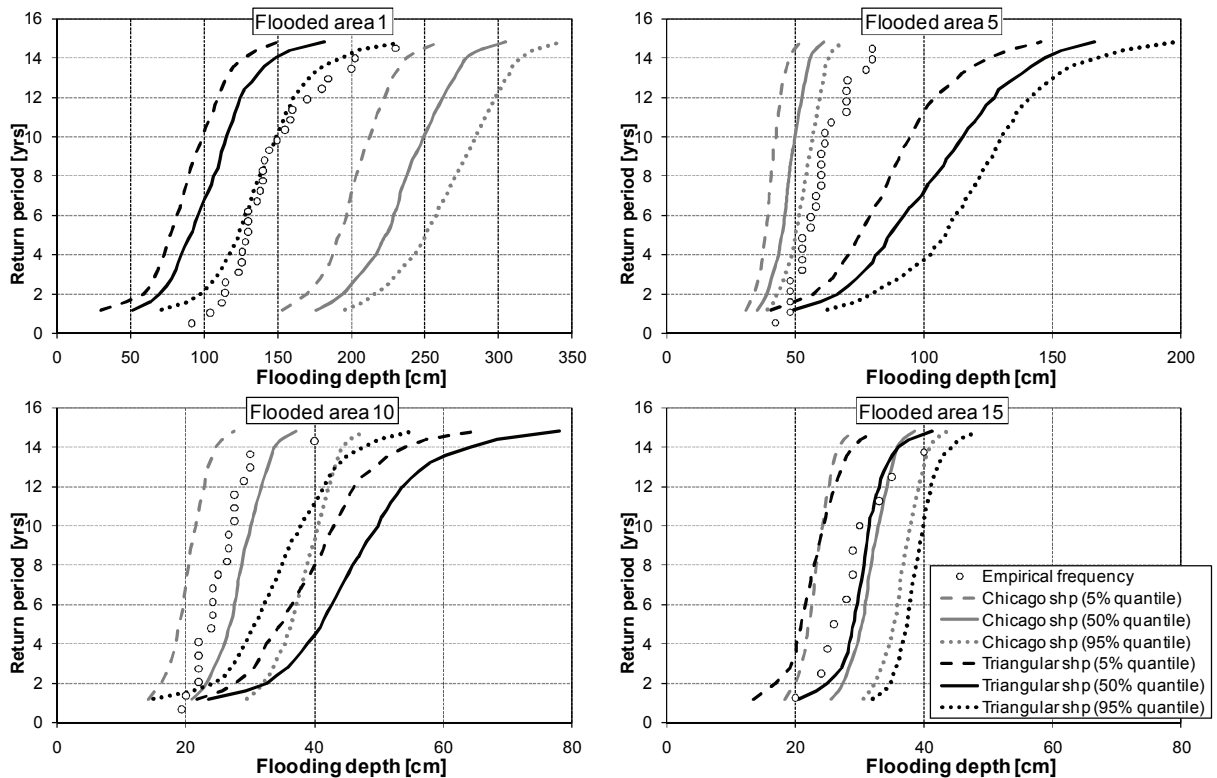 Flooded area 1
Return period [yrs]
16
14
12
10
8
6
4
2
0
0 50 100 150 200 250 300 350
Flooding depth [cm]
Flooded area 5
Return period [yrs]
16
14
12
10
8
6
4
2
0
0 50 100 150 200
Flooding depth [cm]
Flooded area 10
Return period [yrs]
16
14
12
10
8
6
4
2
0
0 20 40 60 80
Flooding depth [cm]
Flooded area 15
Return period [yrs]
16
14
12
10
8
6
4
2
0
0 20 40 60 80
Flooding depth [cm]
Empirical frequency
Chicago shp (5% quantile)
Chicago shp (50% quantile)
Chicago shp (95% quantile)
Triangular shp (5% quantile)
Triangular shp (50% quantile)
Triangular shp (95% quantile)